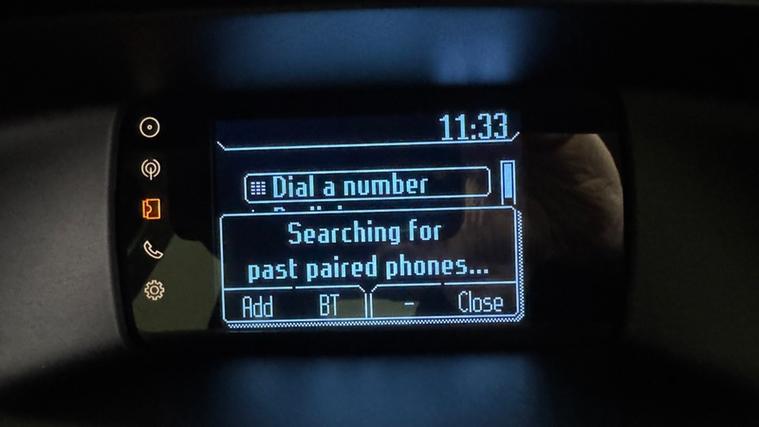 11:33
Dial a number
Searching for
past paired phones...
Add BT - Close